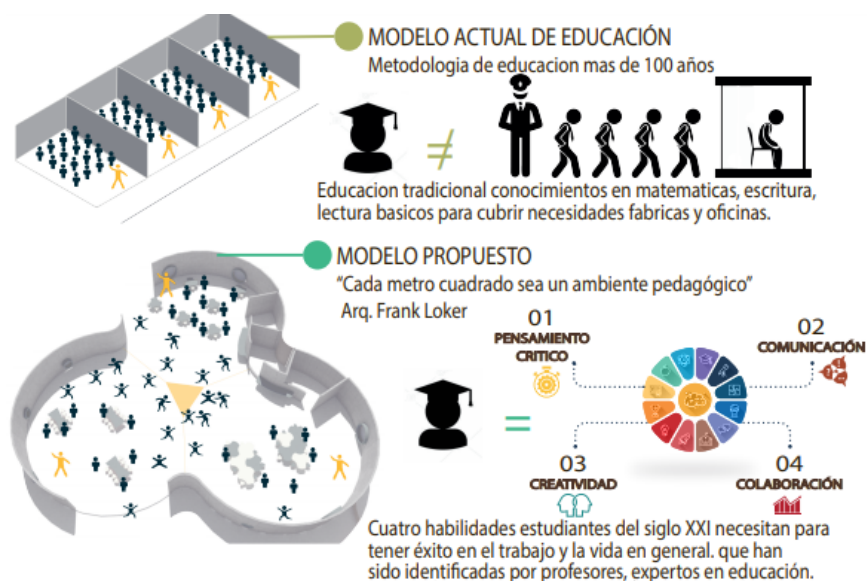 MODELO ACTUAL DE EDUCACIÓN
Metodologia de educacion mas de 100 años
Educacion tradicional conocimientos en matematicas, escritura,
lectura basicos para cubrir necesidades fabricas y oficinas.
MODELO PROPUESTO
“Cada metro cuadrado sea un ambiente pedagógico”
Arq. Frank Loker
01
PENSAMIENTO
CRITICO
02
COMUNICACIÓN
03
CREATIVIDAD
04
COLABORACIÓN
Cuatro habilidades estudiantes del siglo XXI necesitan para
tener éxito en el trabajo y la vida en general. que han
sido identificadas por profesores, expertos en educación.